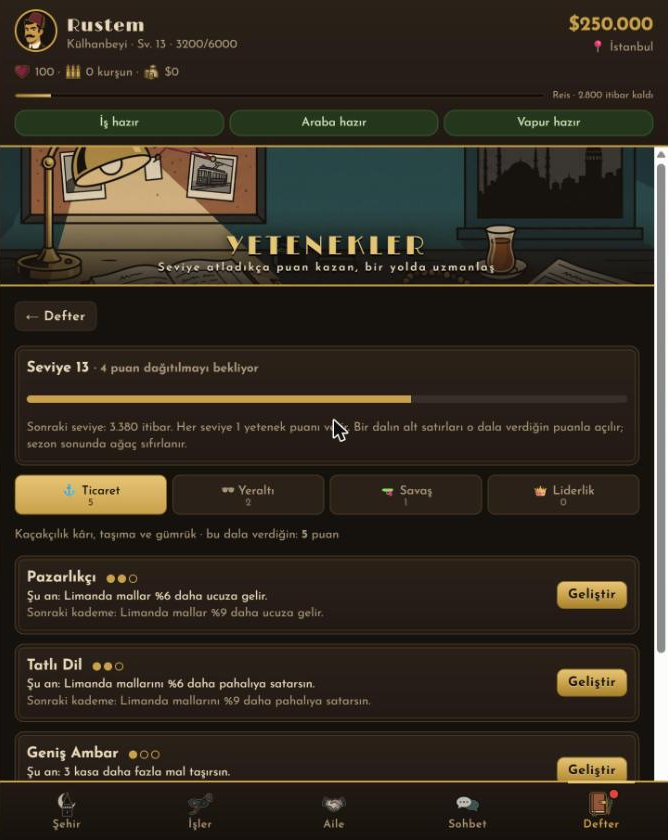 Rustem
$250.000
Külhanbeyi · Sv. 13 · 3200/6000
İstanbul
100 · 0 kurşun · $0
Reis · 2.800 itibar kaldı
İş hazır
Araba hazır
Vapur hazır
YETENEKLER
Seviye atladıkça puan kazan, bir yolda uzmanlaş
← Defter
Seviye 13 · 4 puan dağıtılmayı bekliyor
Sonraki seviye: 3.380 itibar. Her seviye 1 yetenek puanı Bir dalın alt satırları o dala verdiğin puanla açılır;
sezon sonunda ağaç sıfırlanır.
Ticaret
5
Yeraltı
2
Savaş
1
Liderlik
0
Kaçakçılık kârı, taşıma ve gümrük · bu dala verdiğin: 5 puan
Pazarlıkçı
Şu an: Limanda mallar %6 daha ucuza gelir.
Sonraki kademe: Limanda mallar %9 daha ucuza gelir.
Geliştir
Tatlı Dil
Şu an: Limanda mallarını %6 daha pahalıya satarsın.
Sonraki kademe: Limanda mallarını %9 daha pahalıya satarsın.
Geliştir
Geniş Ambar
Şu an: 3 kasa daha fazla mal taşırsın.
Geliştir
Şehir
İşler
Aile
Sohbet
Defter